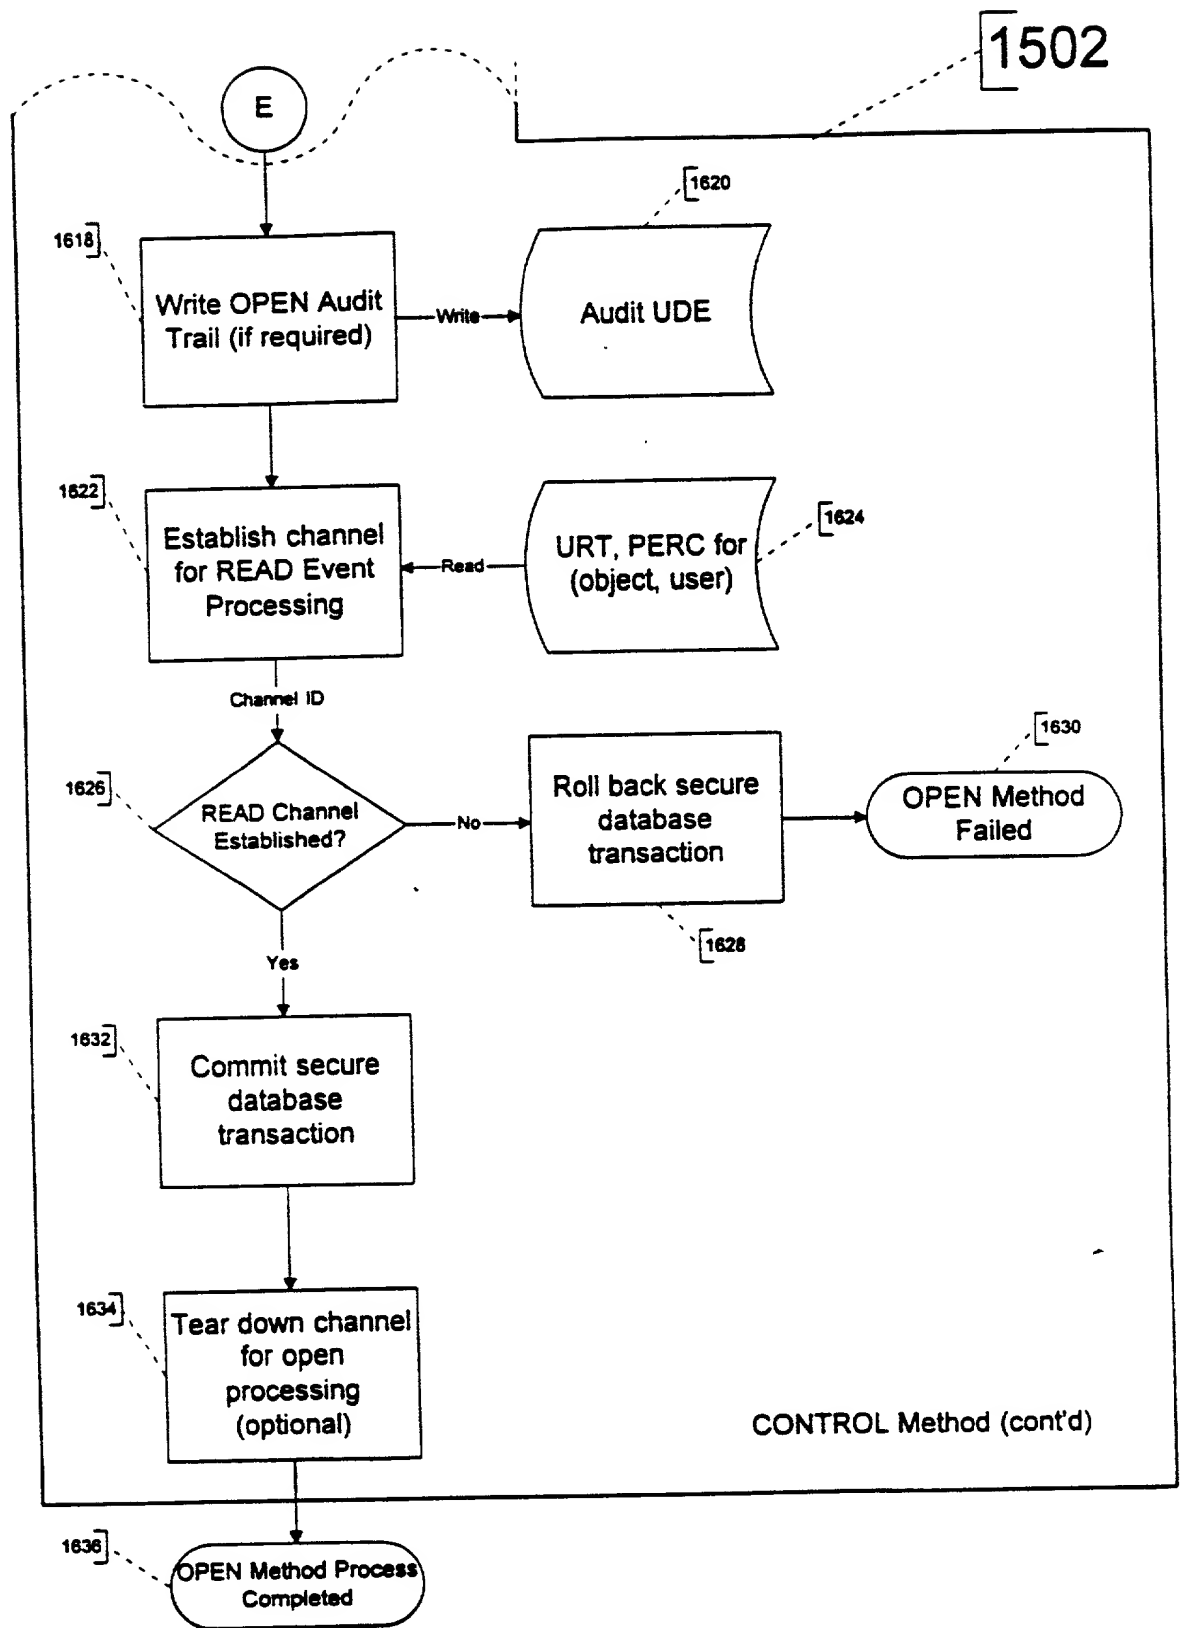 1502
E
1620
1618
Write OPEN Audit
Trail (if required)
Write
Audit UDE
1622
1624
Establish channel
for READ Event
Processing
Read
URT, PERC for
(object, user)
Channel ID
1630
1626
READ Channel
Established?
No
Roll back secure
database
transaction
OPEN Method
Failed
1628
Yes
1632
Commit secure
database
transaction
1634
Tear down channel
for open
processing
(optional)
CONTROL Method (cont'd)
1636
OPEN Method Process
Completed